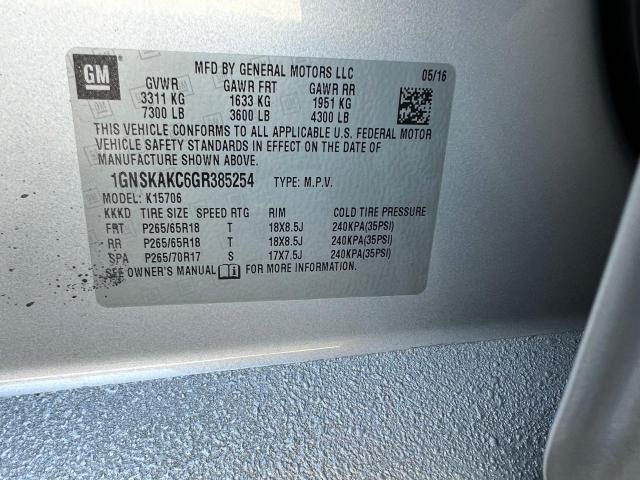 GM
MFD BY GENERAL MOTORS LLC 05/16
GVWR GAWR FRT GAWR RR
3311 KG 1633 KG 1951 KG
7300 LB 3600 LB 4300 LB
THIS VEHICLE CONFORMS TO ALL APPLICABLE U.S. FEDERAL MOTOR
VEHICLE SAFETY STANDARDS IN EFFECT ON THE DATE OF
MANUFACTURE SHOWN ABOVE.
1GNSKAKC6GR385254 TYPE: M.P.V.
MODEL: K15706
KKKD TIRE SIZE SPEED RTG RIM COLD TIRE PRESSURE
FRT P265/65R18 T 18X8.5J 240KPA(35PSI)
RR P265/65R18 T 18X8.5J 240KPA(35PSI)
SPA P265/70R17 S 17X7.5J 240KPA(35PSI)
SEE OWNER'S MANUAL FOR MORE INFORMATION.